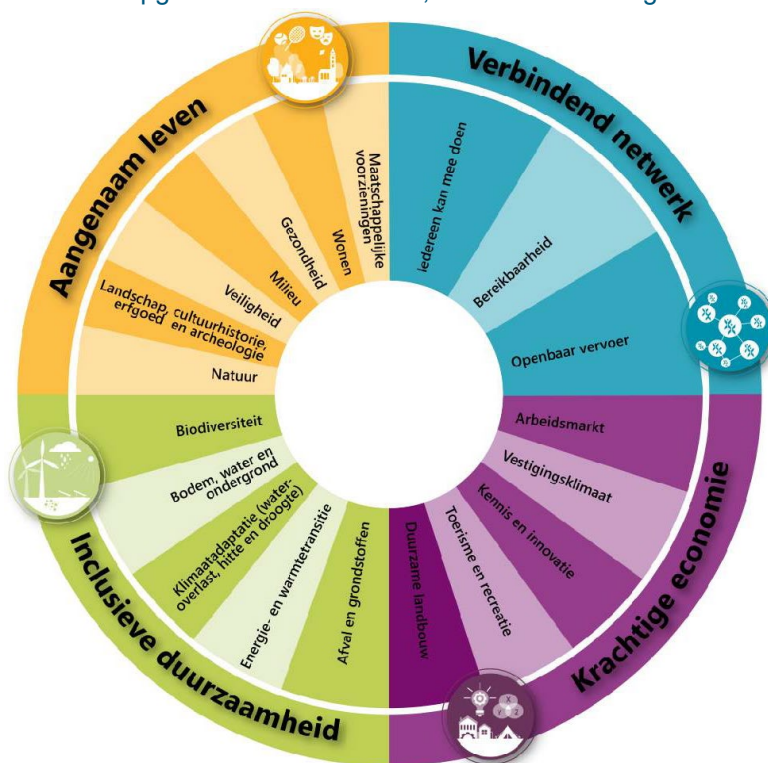 Aangenaam leven
Verbindend netwerk
Krachtige economie
Inclusieve duurzaamheid
Maatschappelijke
voorzieningen
Wonen
Gezondheid
Milieu
Veiligheid
Landschap, cultuurhistorie,
erfgoed en archeologie
Natuur
Iedereen kan mee doen
Bereikbaarheid
Openbaar vervoer
Arbeidsmarkt
Vestigingsklimaat
Kennis en innovatie
Toerisme en recreatie
Duurzame landbouw
Biodiversiteit
Bodem, water en
ondergrond
Klimaatadaptatie (water-
overlast, hitte en droogte)
Energie- en warmtetransitie
Afval en grondstoffen